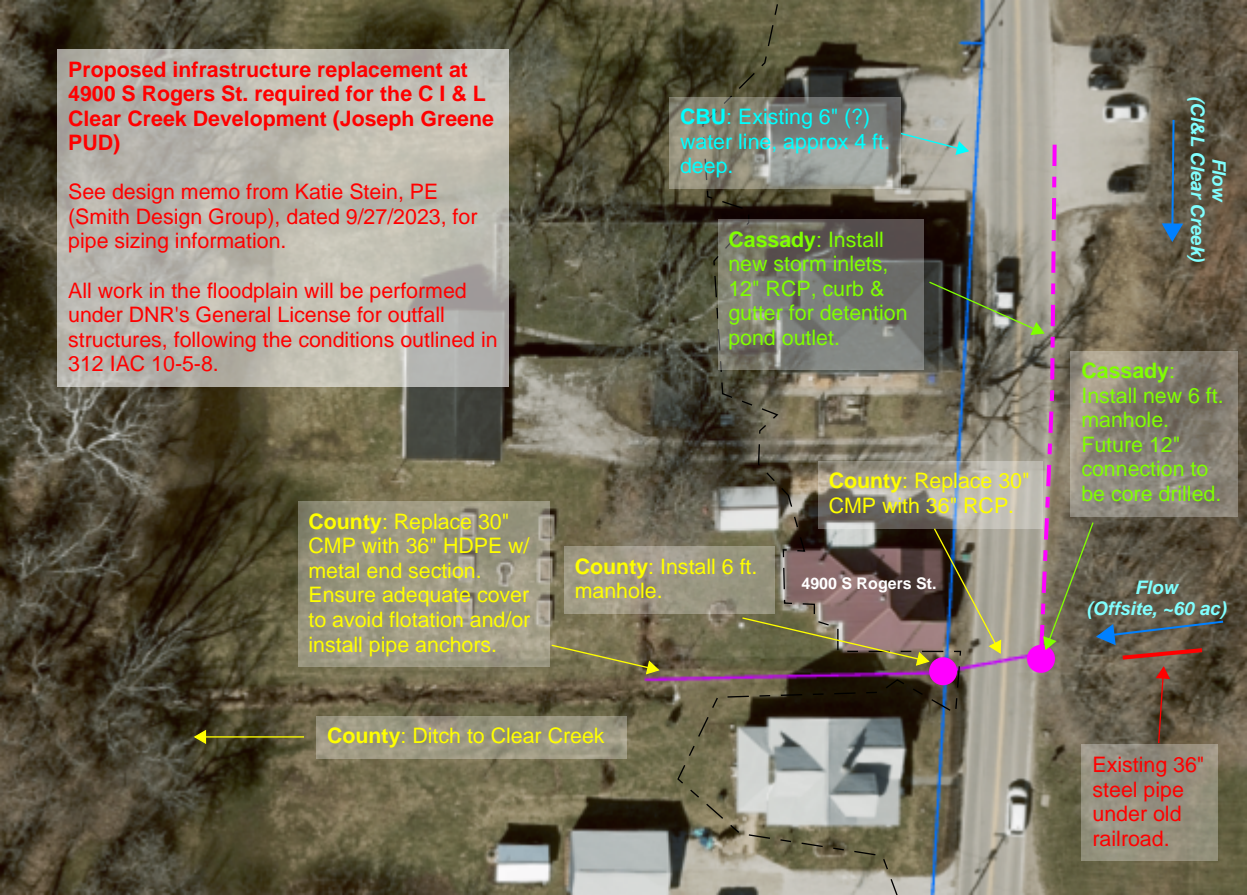 Proposed infrastructure replacement at
4900 S Rogers St. required for the C I & L
Clear Creek Development (Joseph Greene
PUD)
See design memo from Katie Stein, PE
(Smith Design Group), dated 9/27/2023, for
pipe sizing information.
All work in the floodplain will be performed
under DNR's General License for outfall
structures, following the conditions outlined in
312 IAC 10-5-8.
CBU: Existing 6" (?)
water line, approx 4 ft.
deep.
Flow
(CI&L Clear Creek)
Cassady: Install
new storm inlets,
12" RCP, curb &
gutter for detention
pond outlet.
Cassady:
Install new 6 ft.
manhole.
Future 12"
connection to
be core drilled.
County: Replace 30"
CMP with 36" RCP.
County: Replace 30"
CMP with 36" HDPE w/
metal end section.
Ensure adequate cover
to avoid flotation and/or
install pipe anchors.
County: Install 6 ft.
manhole.
4900 S Rogers St.
Flow
(Offsite, ~60 ac)
County: Ditch to Clear Creek
Existing 36"
steel pipe
under old
railroad.